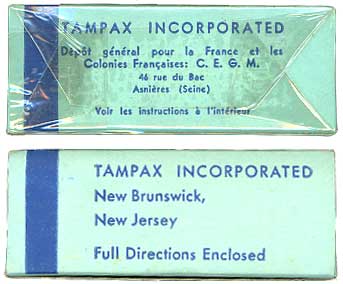 TAMPAX INCORPORATED
Dépôt général pour la France et les
Colonies Françaises: C. E. G. M.
46 rue du Bac
Asnières (Seine)
Voir les instructions à l'intérieur
TAMPAX INCORPORATED
New Brunswick,
New Jersey
Full Directions Enclosed